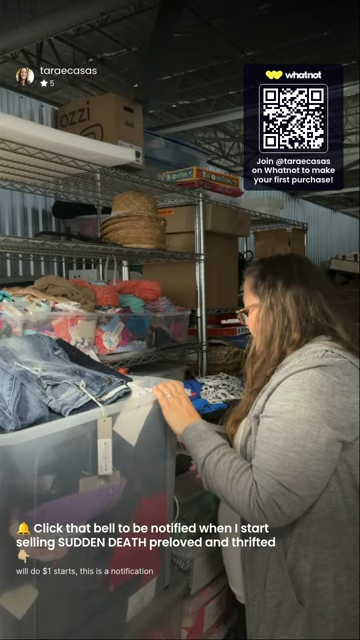 taraecasas
★ 5
whatnot
Join @taraecasas
on Whatnot to make
your first purchase!
ozzi
🔔 Click that bell to be notified when I start
selling SUDDEN DEATH preloved and thrifted
👇
will do $1 starts, this is a notification